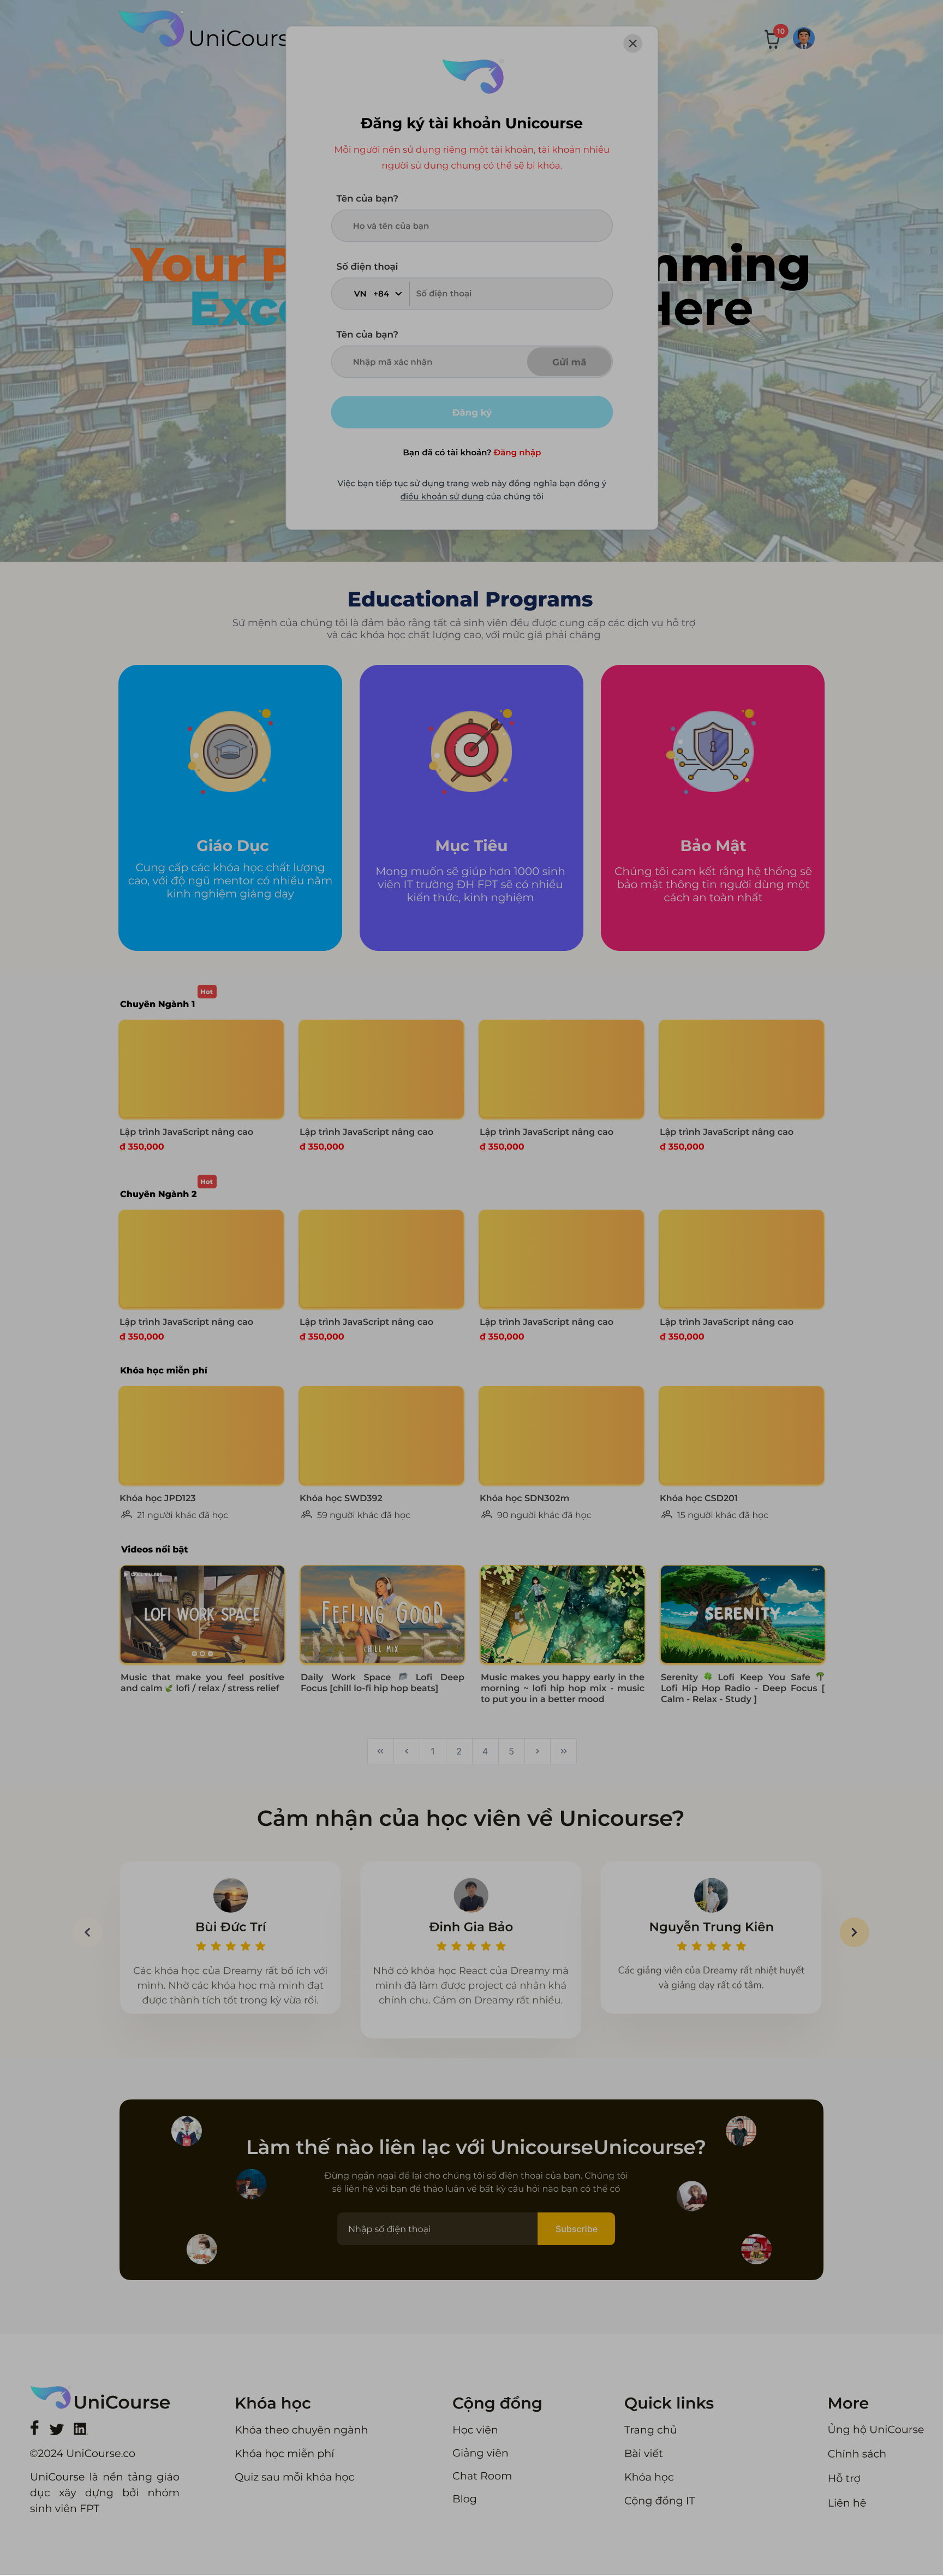 UniCours
10
Đăng ký tài khoản Unicourse
Mỗi người nên sử dụng riêng một tài khoản, tài khoản nhiều
người sử dụng chung có thể sẽ bị khóa.
Tên của bạn?
Họ và tên của bạn
Số điện thoại
VN +84 Số điện thoại
Tên của bạn?
Nhập mã xác nhận Gửi mã
Đăng ký
Bạn đã có tài khoản? Đăng nhập
Việc bạn tiếp tục sử dụng trang web này đồng nghĩa bạn đồng ý
điều khoản sử dụng của chúng tôi
Your P mming
Exce Here
Educational Programs
Sứ mệnh của chúng tôi là đảm bảo rằng tất cả sinh viên đều được cung cấp các dịch vụ hỗ trợ
và các khóa học chất lượng cao, với mức giá phải chăng
Giáo Dục
Cung cấp các khóa học chất lượng
cao, với độ ngũ mentor có nhiều năm
kinh nghiệm giảng dạy
Mục Tiêu
Mong muốn sẽ giúp hơn 1000 sinh
viên IT trường ĐH FPT sẽ có nhiều
kiến thức, kinh nghiệm
Bảo Mật
Chúng tôi cam kết rằng hệ thống sẽ
bảo mật thông tin người dùng một
cách an toàn nhất
Hot
Chuyên Ngành 1
Lập trình JavaScript nâng cao
₫ 350,000
Lập trình JavaScript nâng cao
₫ 350,000
Lập trình JavaScript nâng cao
₫ 350,000
Lập trình JavaScript nâng cao
₫ 350,000
Hot
Chuyên Ngành 2
Lập trình JavaScript nâng cao
₫ 350,000
Lập trình JavaScript nâng cao
₫ 350,000
Lập trình JavaScript nâng cao
₫ 350,000
Lập trình JavaScript nâng cao
₫ 350,000
Khóa học miễn phí
Khóa học JPD123
21 người khác đã học
Khóa học SWD392
59 người khác đã học
Khóa học SDN302m
90 người khác đã học
Khóa học CSD201
15 người khác đã học
Videos nổi bật
LOFI WORK SPACE
Music that make you feel positive
and calm 🍃 lofi / relax / stress relief
FEELING GOOD
CHILL MIX
Daily Work Space Lofi Deep
Focus [chill lo-fi hip hop beats]
Music makes you happy early in the
morning ~ lofi hip hop mix - music
to put you in a better mood
SERENITY
Serenity 🍀 Lofi Keep You Safe 🌴
Lofi Hip Hop Radio - Deep Focus [
Calm - Relax - Study ]
« ‹ 1 2 4 5 › »
Cảm nhận của học viên về Unicourse?
Bùi Đức Trí
Các khóa học của Dreamy rất bổ ích với
mình. Nhờ các khóa học mà mình đạt
được thành tích tốt trong kỳ vừa rồi.
Đinh Gia Bảo
Nhờ có khóa học React của Dreamy mà
mình đã làm được project cá nhân khá
chỉnh chu. Cảm ơn Dreamy rất nhiều.
Nguyễn Trung Kiên
Các giảng viên của Dreamy rất nhiệt huyết
và giảng dạy rất có tâm.
Làm thế nào liên lạc với UnicourseUnicourse?
Đừng ngần ngại để lại cho chúng tôi số điện thoại của bạn. Chúng tôi
sẽ liên hệ với bạn để thảo luận về bất kỳ câu hỏi nào bạn có thể có
Nhập số điện thoại Subscribe
UniCourse
©2024 UniCourse.co
UniCourse là nền tảng giáo
dục xây dựng bởi nhóm
sinh viên FPT
Khóa học
Khóa theo chuyên ngành
Khóa học miễn phí
Quiz sau mỗi khóa học
Cộng đồng
Học viên
Giảng viên
Chat Room
Blog
Quick links
Trang chủ
Bài viết
Khóa học
Cộng đồng IT
More
Ủng hộ UniCourse
Chính sách
Hỗ trợ
Liên hệ